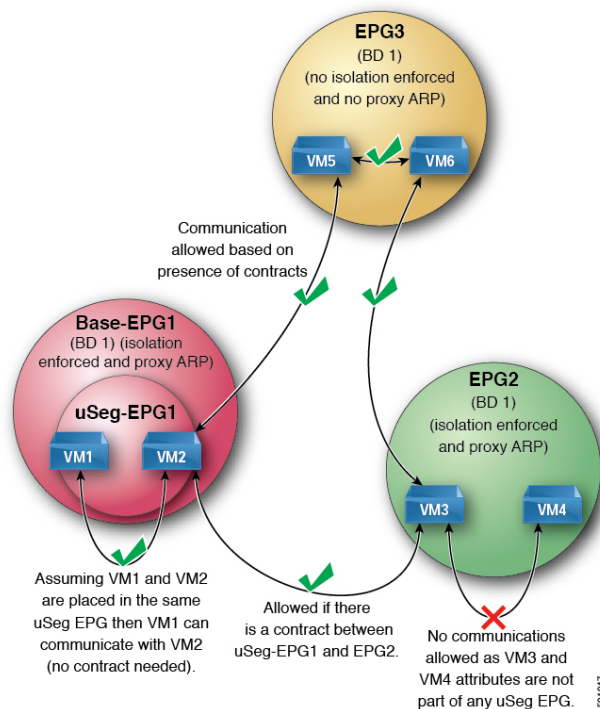 EPG3
(BD 1)
(no isolation enforced
and no proxy ARP)
VM5
VM6
Communication
allowed based on
presence of contracts
Base-EPG1
(BD 1) (isolation
enforced and proxy ARP)
uSeg-EPG1
VM1
VM2
EPG2
(BD 1)
(isolation enforced
and proxy ARP)
VM3
VM4
Assuming VM1 and VM2
are placed in the same
uSeg EPG then VM1 can
communicate with VM2
(no contract needed).
Allowed if there
is a contract between
uSeg-EPG1 and EPG2.
No communications
allowed as VM3 and
VM4 attributes are not
part of any uSeg EPG.